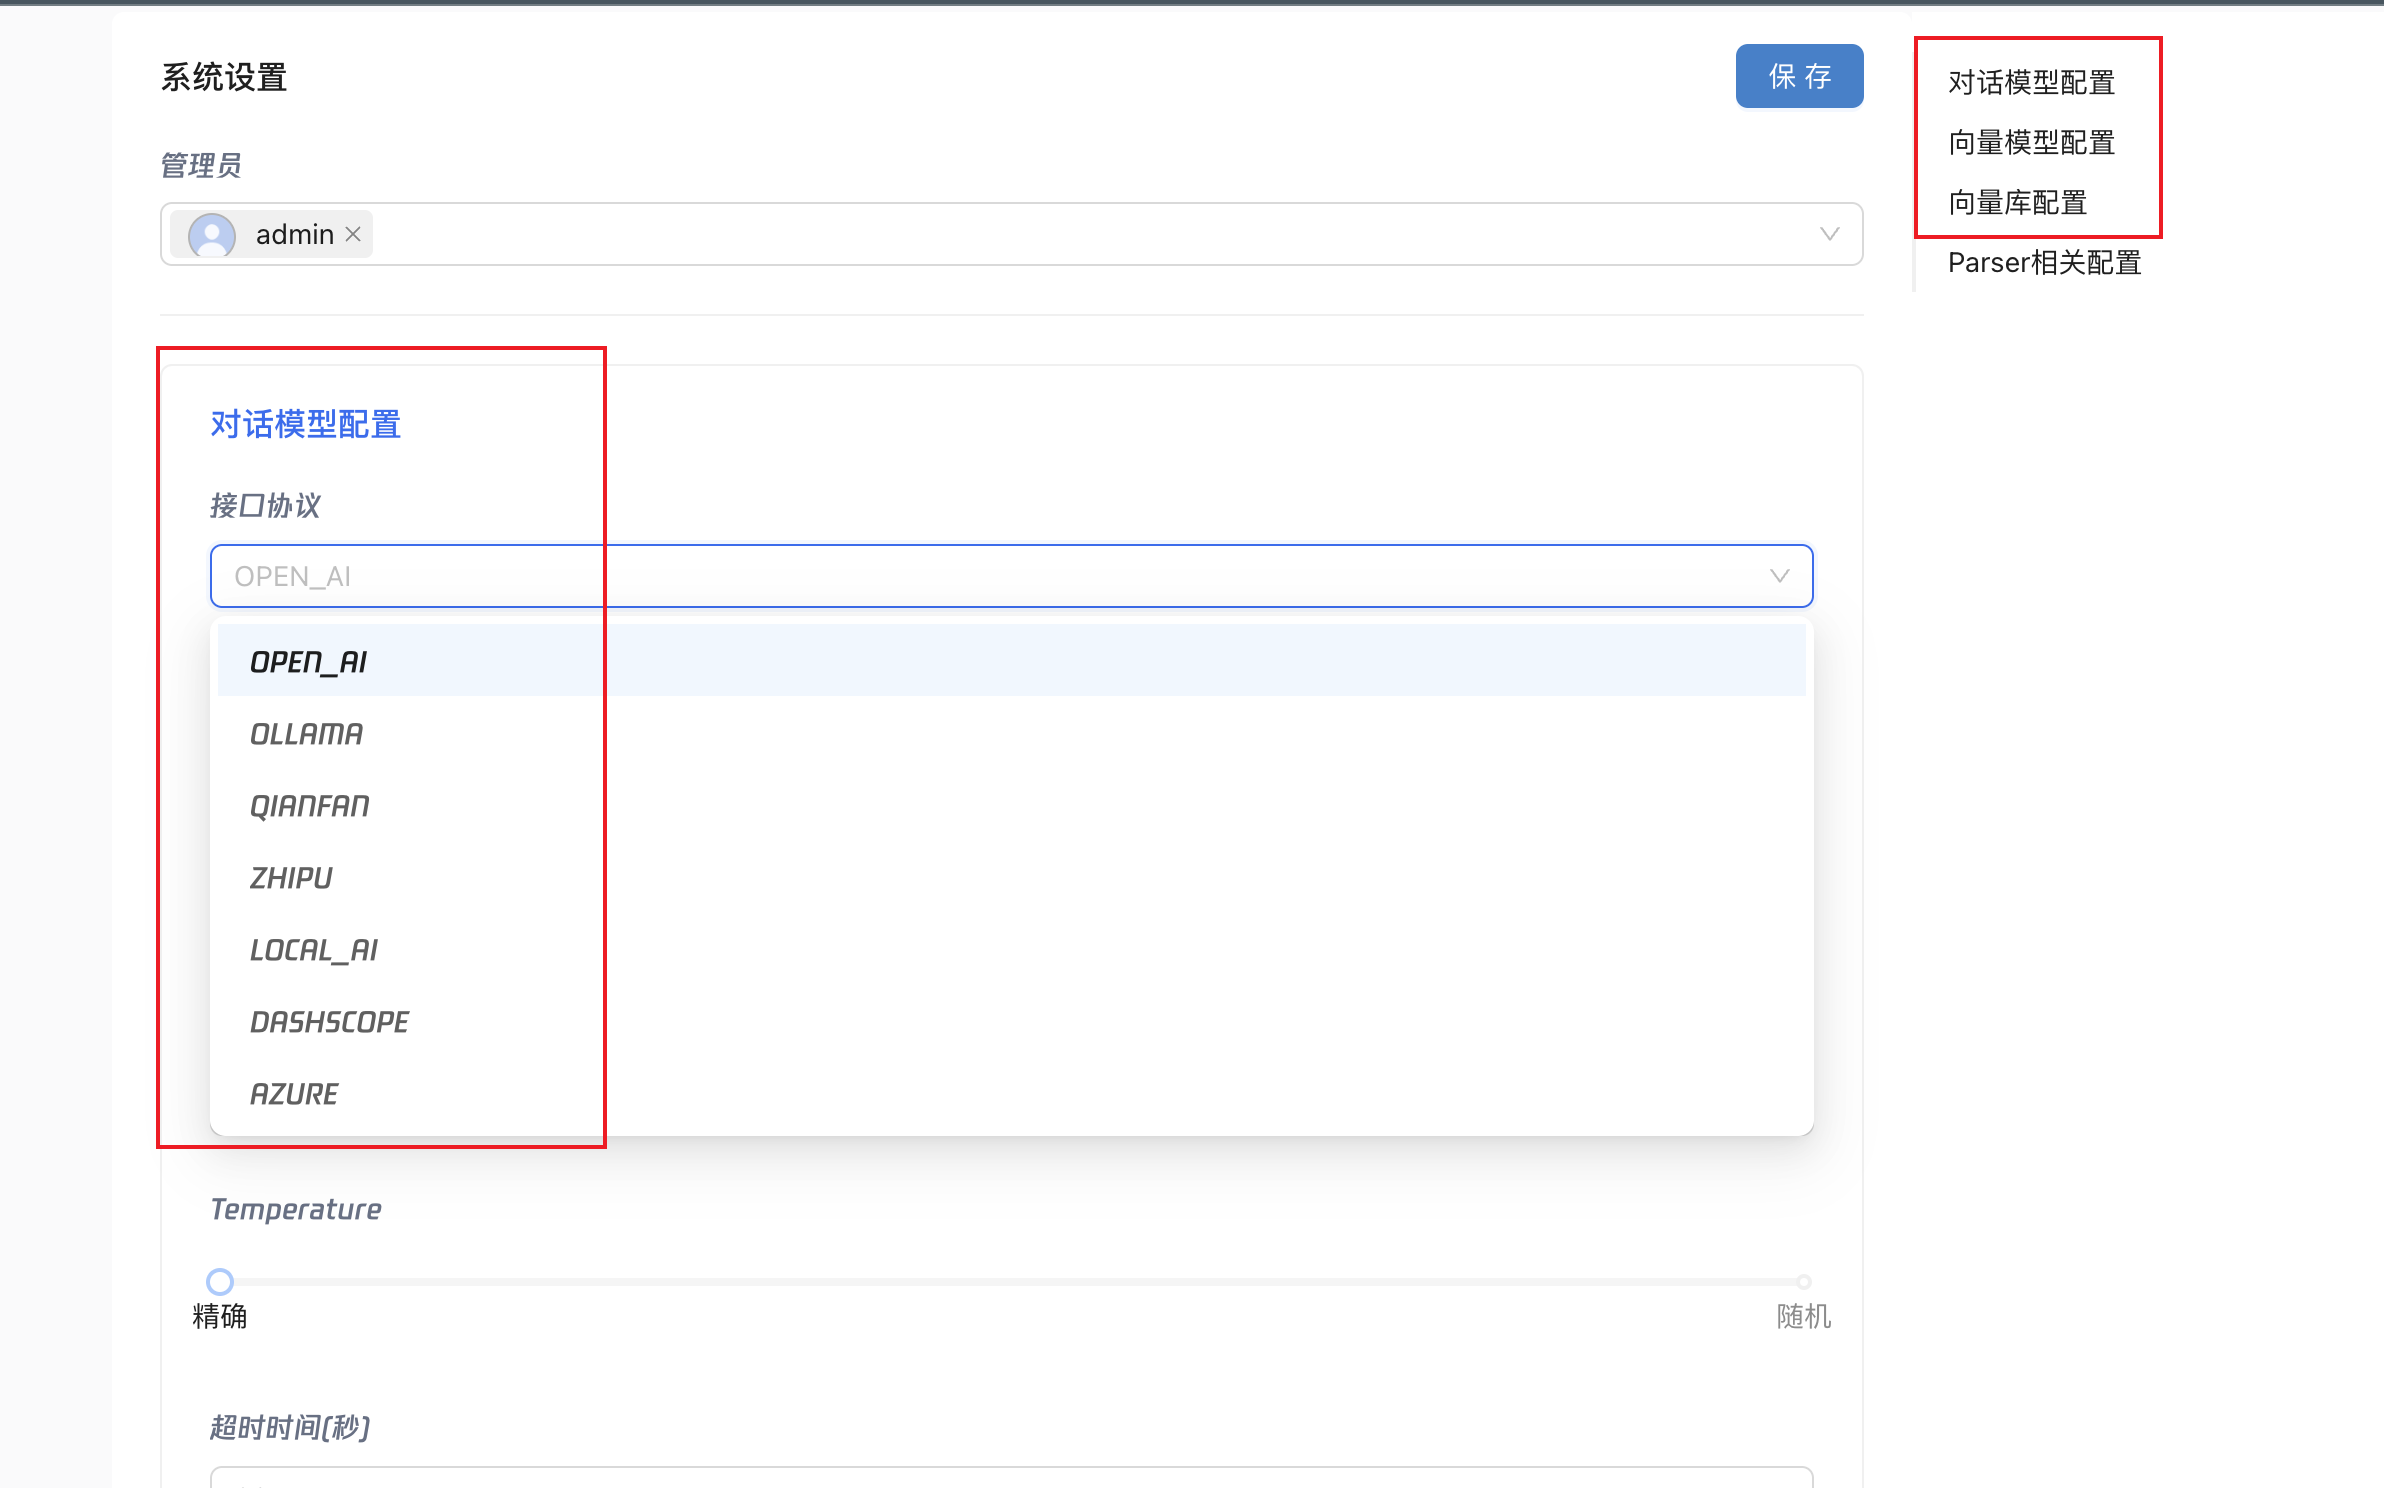 系统设置
保 存
管理员
admin
对话模型配置
接口协议
OPEN_AI
OPEN_AI
OLLAMA
QIANFAN
ZHIPU
LOCAL_AI
DASHSCOPE
AZURE
Temperature
精确
随机
超时时间(秒)
对话模型配置
向量模型配置
向量库配置
Parser相关配置